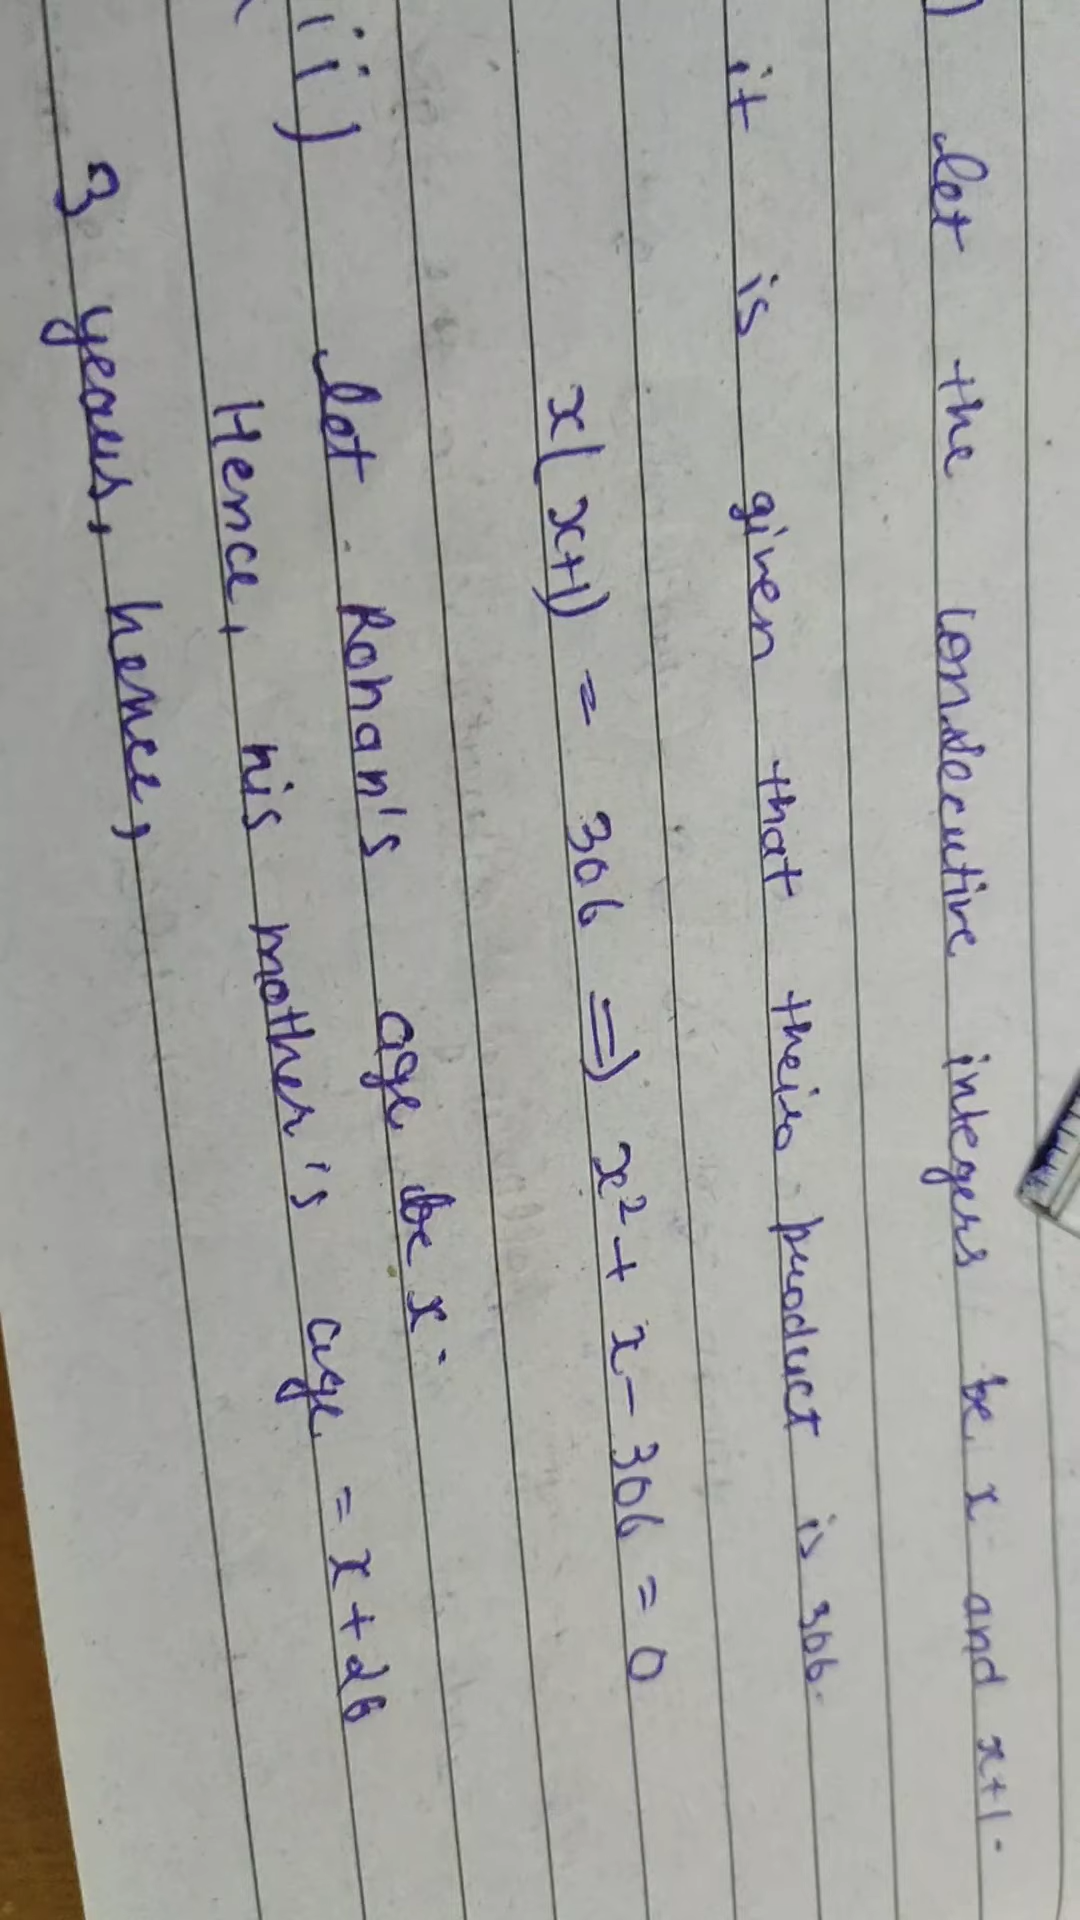 ) let the consecutive integers be x and x+1.
it is given that their product is 306.
x(x+1) = 306 => x² + x - 306 = 0
ii) let Rohan's age be x.
Hence, his mother's age = x + 26
3 years, hence,